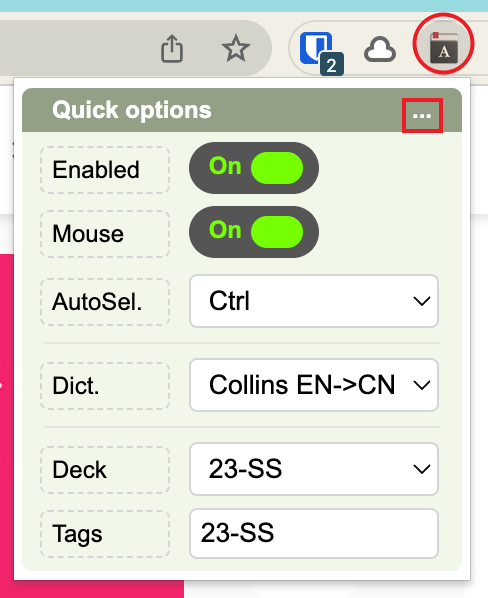 2
A
Quick options
...
Enabled
On
Mouse
On
AutoSel.
Ctrl
Dict.
Collins EN->CN
Deck
23-SS
Tags
23-SS